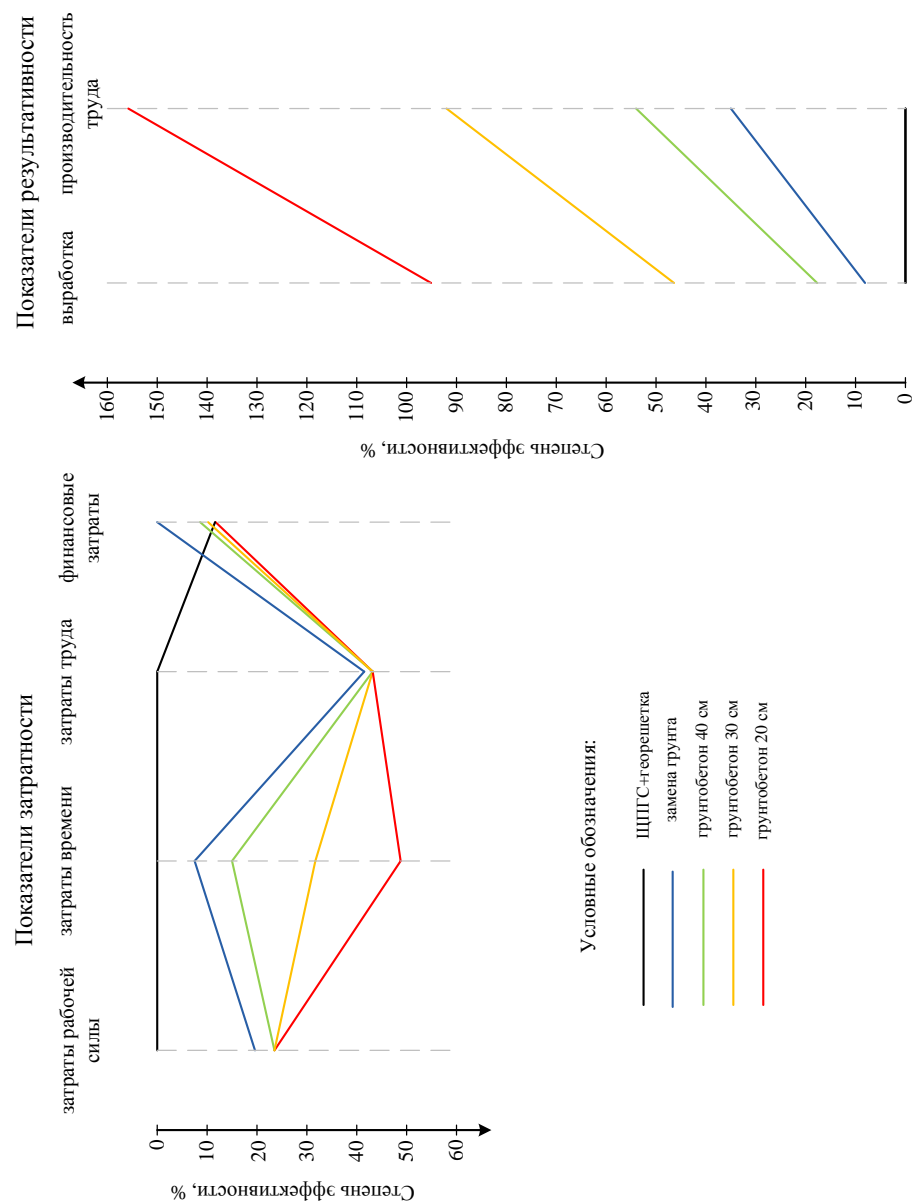 Показатели затратности
затраты рабочей
силы
затраты времени
затраты труда
финансовые
затраты
Степень эффективности, %
0
10
20
30
40
50
60
Показатели результативности
выработка
производительность
труда
Степень эффективности, %
160
150
140
130
120
110
100
90
80
70
60
50
40
30
20
10
0
Условные обозначения:
ЩПГС+георешетка
замена грунта
грунтобетон 40 см
грунтобетон 30 см
грунтобетон 20 см